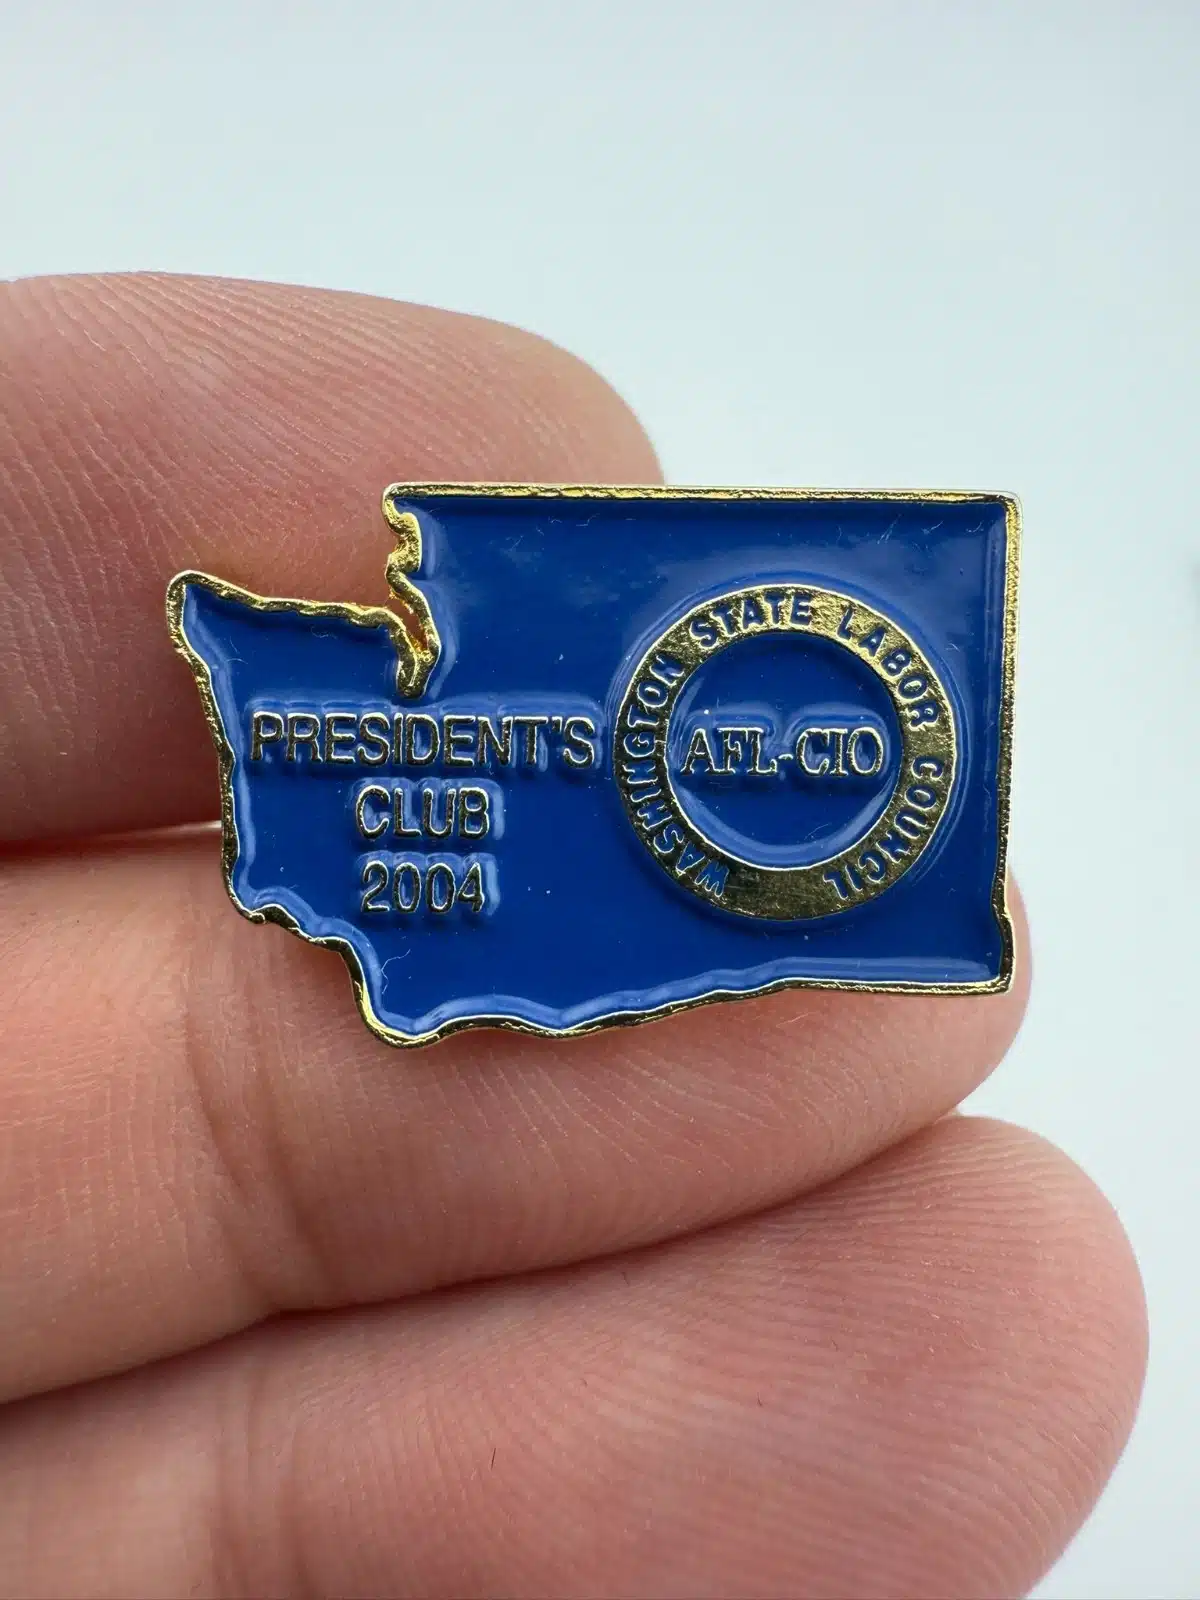 PRESIDENT'S
CLUB
2004
WASHINGTON STATE LABOR COUNCIL
AFL-CIO